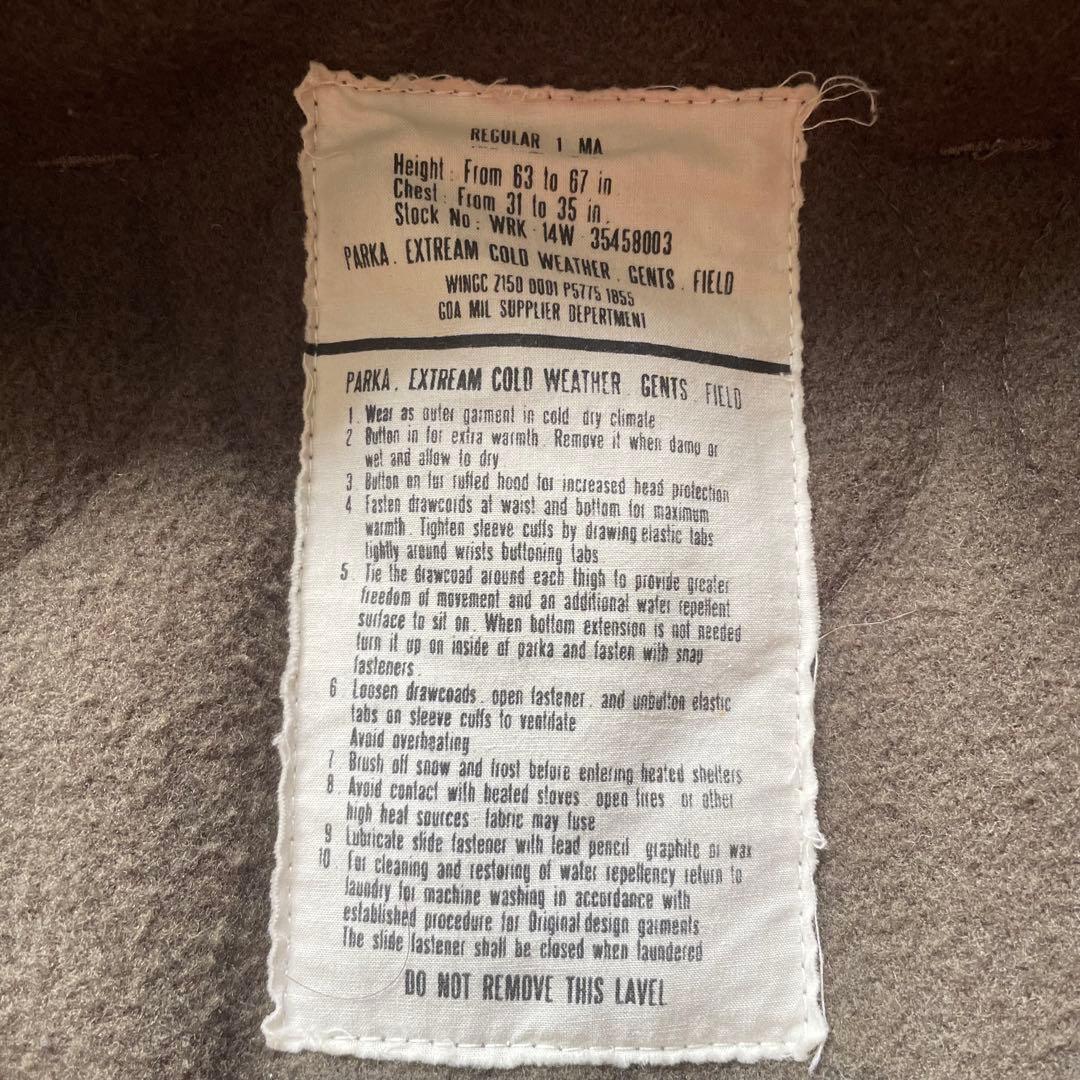 REGULAR 1 MA
Height : From 63 to 67 in
Chest : From 31 to 35 in.
Stock No : WRK 14W 35458003
PARKA . EXTREAM COLD WEATHER . GENTS . FIELD
WINGC 7150 0001 P5775 1855
GOA MIL SUPPLIER DEPERTMENT
PARKA . EXTREAM COLD WEATHER . GENTS . FIELD
1. Wear as outer garment in cold dry climate
2 Button in for extra warmth. Remove it when damp or
wet and allow to dry
3 Button on fur ruffed hood for increased head protection
4 Fasten drawcords at waist and bottom for maximum
warmth. Tighten sleeve cuffs by drawing elastic tabs
lightly around wrists buttoning tabs
5. Tie the drawcoad around each thigh to provide greater
freedom of movement and an additional water repellent
surface to sit on. When bottom extension is not needed
turn it up on inside of parka and fasten with snap
fasteners.
6 Loosen drawcoads . open fastener . and unbutton elastic
tabs on sleeve cuffs to ventilate
Avoid overheating
7 Brush off snow and frost before entering heated shelters
8. Avoid contact with heated stoves open fires or other
high heat sources fabric may fuse
9 Lubricate slide fastener with lead pencil graphite or wax
10 For cleaning and restoring of water repellency return to
laundry for machine washing in accordance with
established procedure for Original design garments
The slide fastener shall be closed when laundered
DO NOT REMOVE THIS LAVEL